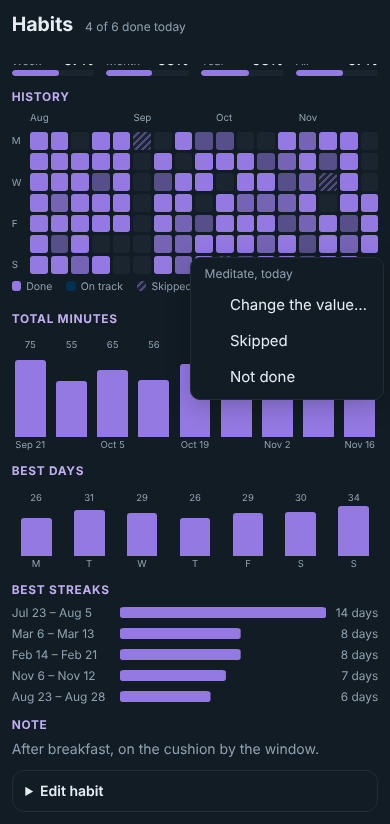 Habits 4 of 6 done today
HISTORY
Aug Sep Oct Nov
M
W
F
S
Done On track Skipped
Meditate, today
Change the value...
Skipped
Not done
TOTAL MINUTES
75 55 65 56
Sep 21 Oct 5 Oct 19 Nov 2 Nov 16
BEST DAYS
26 31 29 26 29 30 34
M T W T F S S
BEST STREAKS
Jul 23 – Aug 5 14 days
Mar 6 – Mar 13 8 days
Feb 14 – Feb 21 8 days
Nov 6 – Nov 12 7 days
Aug 23 – Aug 28 6 days
NOTE
After breakfast, on the cushion by the window.
Edit habit